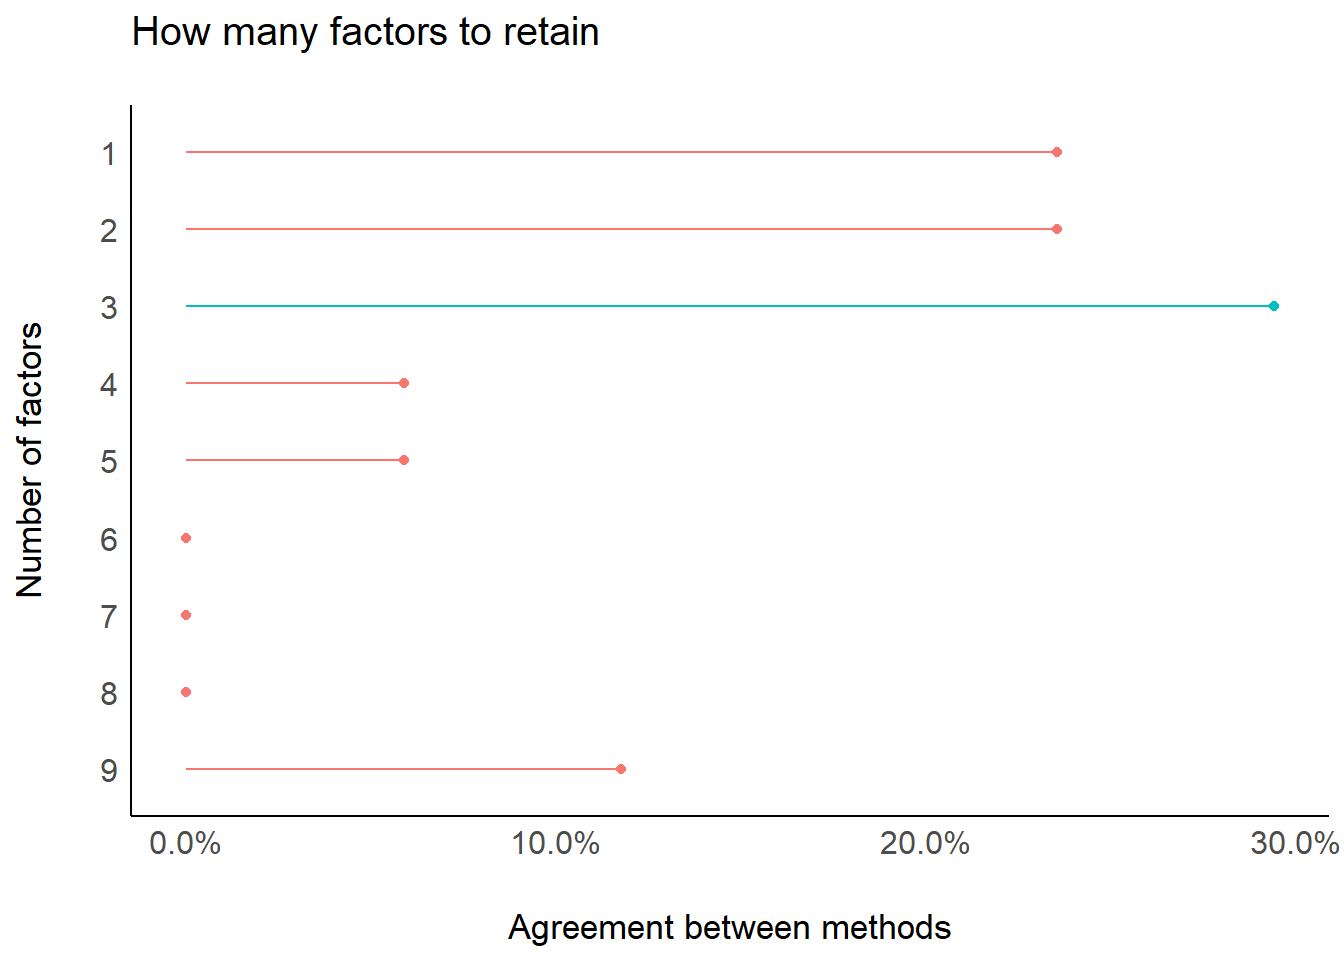 How many factors to retain
Number of factors
1
2
3
4
5
6
7
8
9
0.0% 10.0% 20.0% 30.0%
Agreement between methods